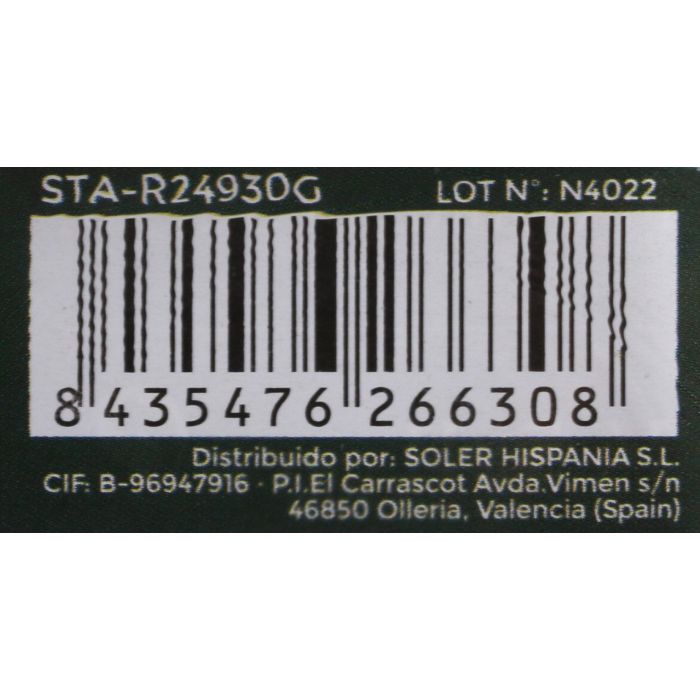 STA-R24930G LOT N°: N4022
8 435476 266308
Distribuido por: SOLER HISPANIA S.L.
CIF: B-96947916 · P.I.El Carrascot Avda.Vimen s/n
46850 Olleria, Valencia (Spain)